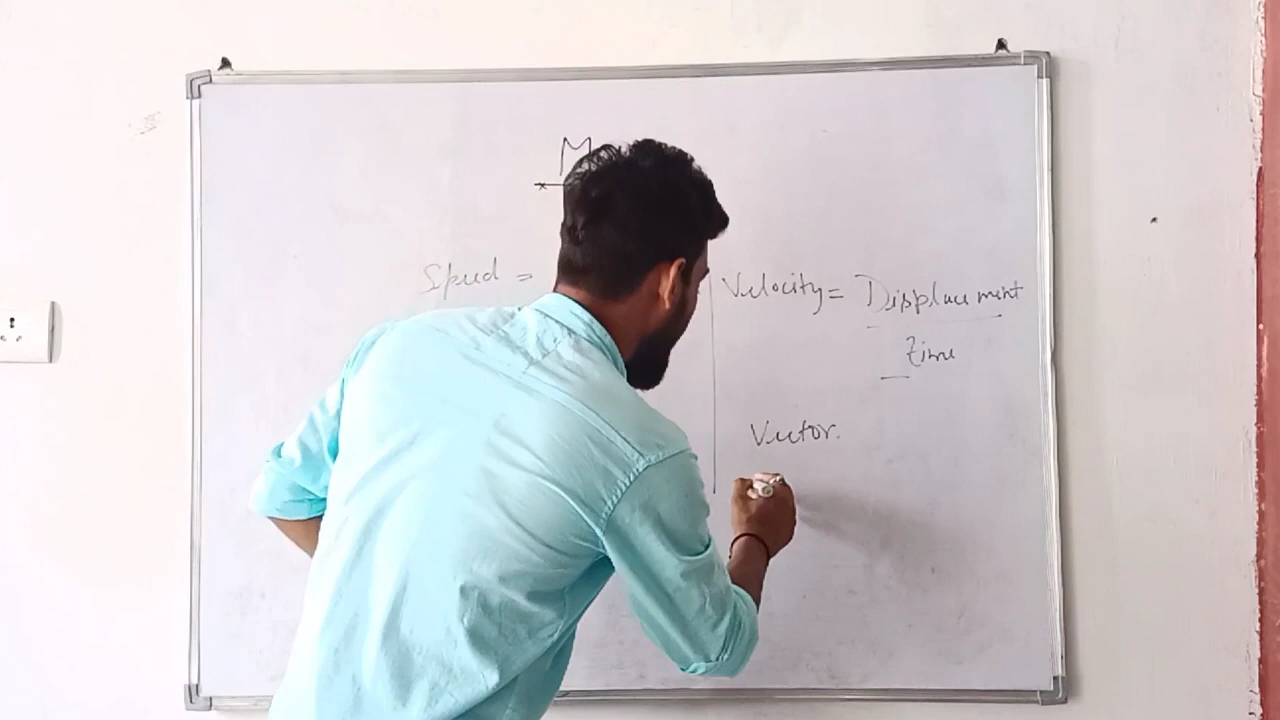 M
Speed =
Velocity = Displacement
Time
Vector.